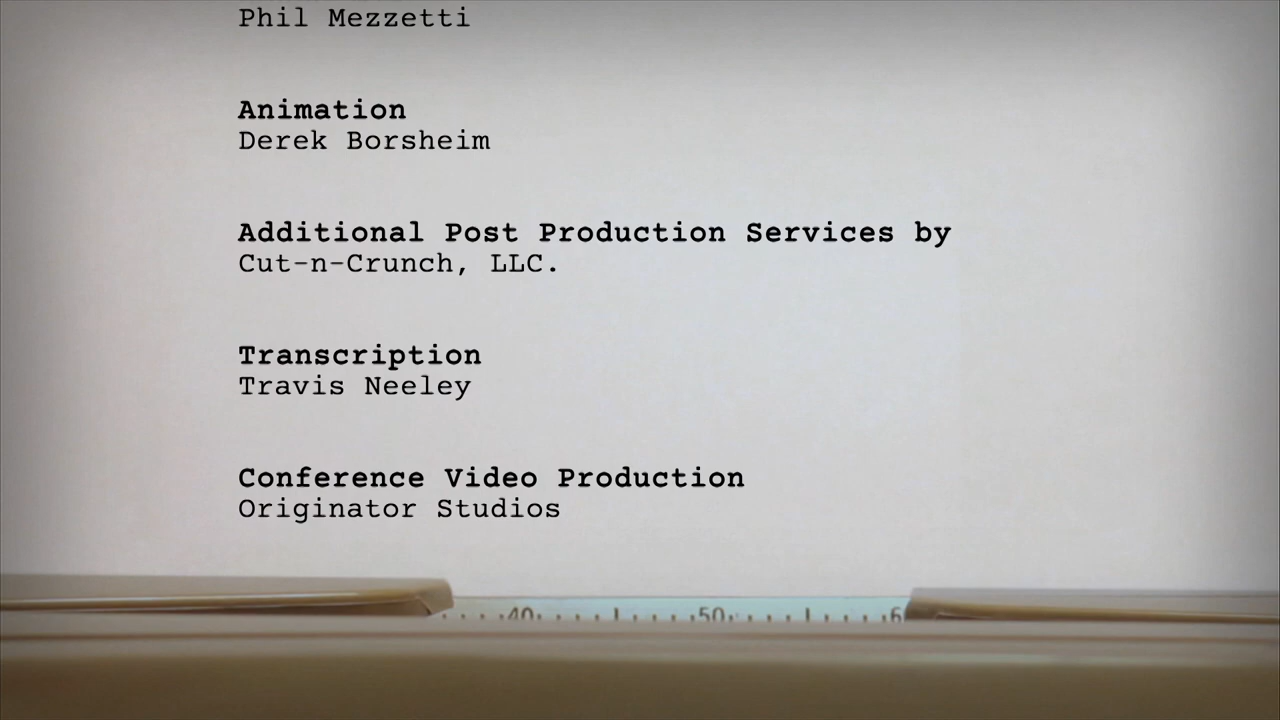 Phil Mezzetti
Animation
Derek Borsheim
Additional Post Production Services by
Cut-n-Crunch, LLC.
Transcription
Travis Neeley
Conference Video Production
Originator Studios
40 50 6